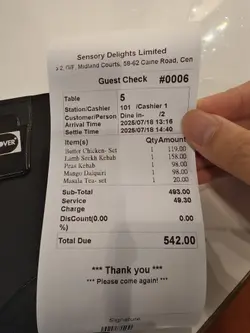 Sensory Delights Limited
Midland Courts, 58-62 Caine Road, Cen
Guest Check #0006
Table 5
Station/Cashier 101 /Cashier 1
Customer/Person Dine In- /2
Arrival Time 2025/07/18 13:16
Settle Time 2025/07/18 14:40
Item(s) Qty Amount
Butter Chicken- Set 1 119.00
Lamb Seekh Kebab 1 158.00
Pea Kebab 1 98.00
Mango Dalpuri 1 98.00
Masala Tea- set 1 20.00
Sub-Total 493.00
Service Charge 49.30
DisCount(0.00%) 0.00
Total Due 542.00
*** Thank you ***
*** Please come again! ***
OVER